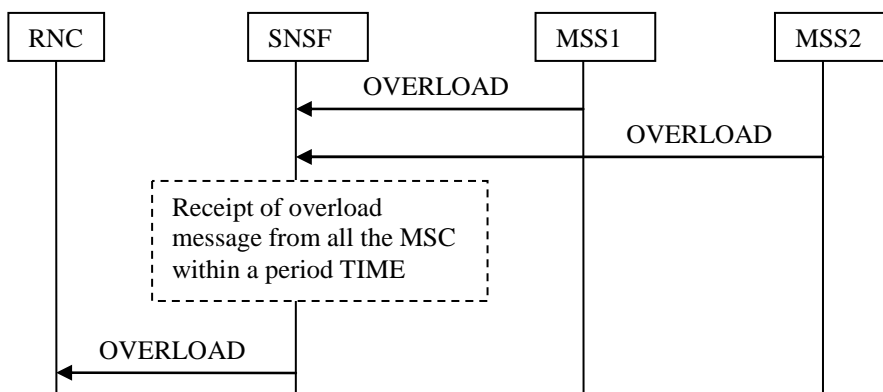 RNC
SNSF
MSS1
MSS2
OVERLOAD
OVERLOAD
Receipt of overload
message from all the MSC
within a period TIME
OVERLOAD